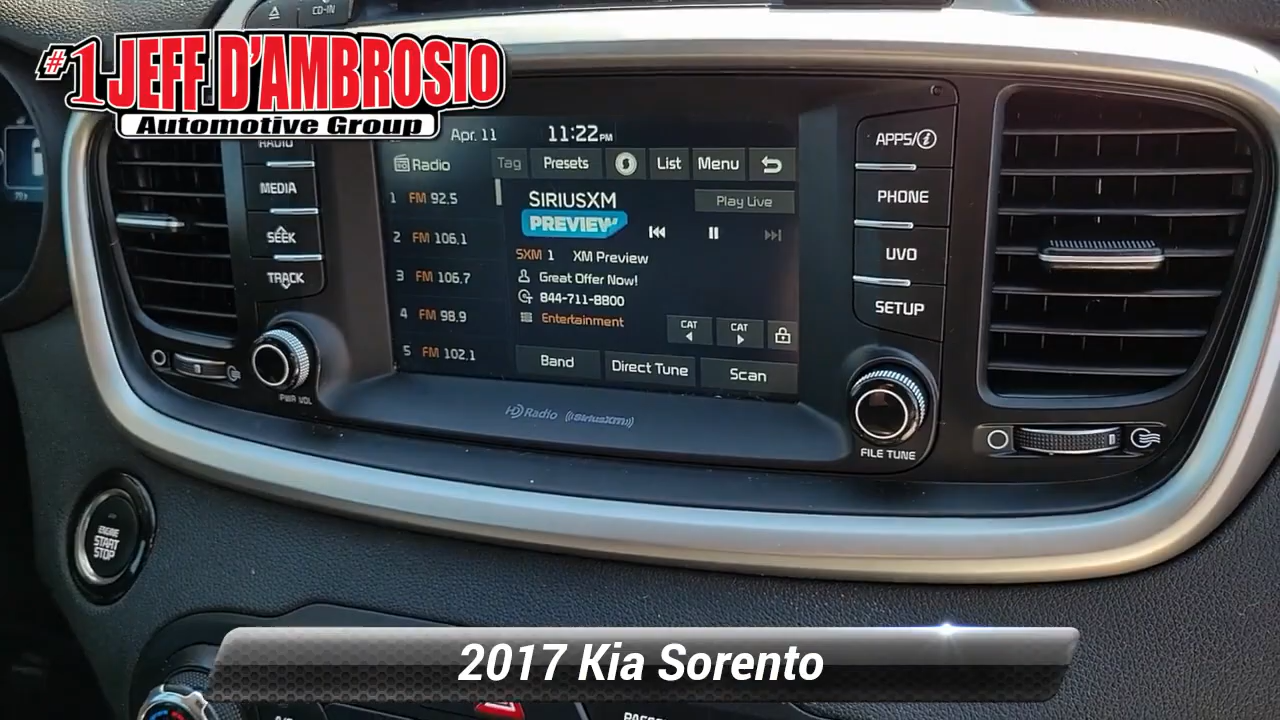 CD-IN
#1 JEFF D'AMBROSIO
Automotive Group
RADIO
MEDIA
SEEK
TRACK
PWR VOL
Apr. 11 11:22PM
Radio Tag Presets List Menu
1 FM 92.5
2 FM 106.1
3 FM 106.7
4 FM 98.9
5 FM 102.1
SIRIUSXM
PREVIEW
Play Live
SXM 1 XM Preview
Great Offer Now!
844-711-8800
Entertainment
CAT CAT
Band Direct Tune Scan
HD Radio ((SiriusXM))
APPS/i
PHONE
UVO
SETUP
FILE TUNE
ENGINE
START
STOP
2017 Kia Sorento